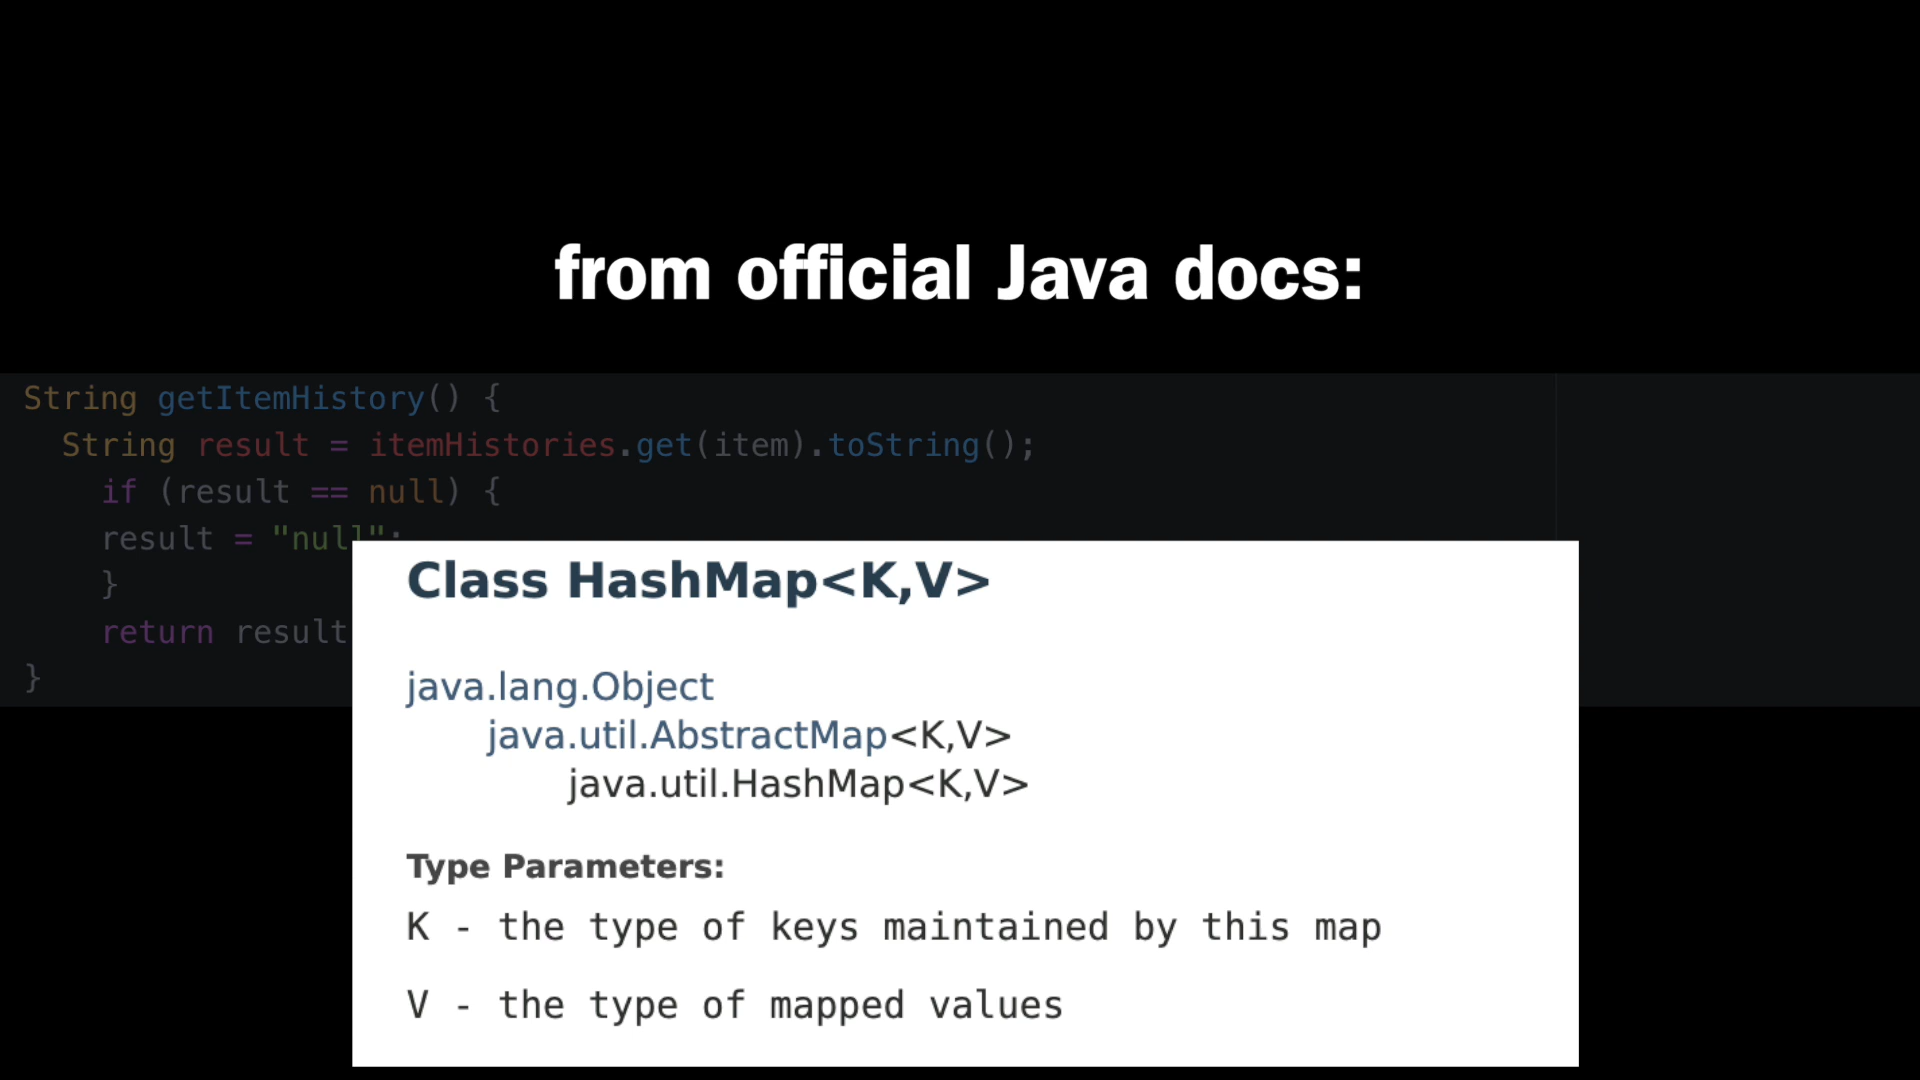 from official Java docs:
String getItemHistory() {
String result = itemHistories.get(item).toString();
if (result == null) {
result = "null";
}
return result
}
Class HashMap<K,V>
java.lang.Object
java.util.AbstractMap<K,V>
java.util.HashMap<K,V>
Type Parameters:
K - the type of keys maintained by this map
V - the type of mapped values